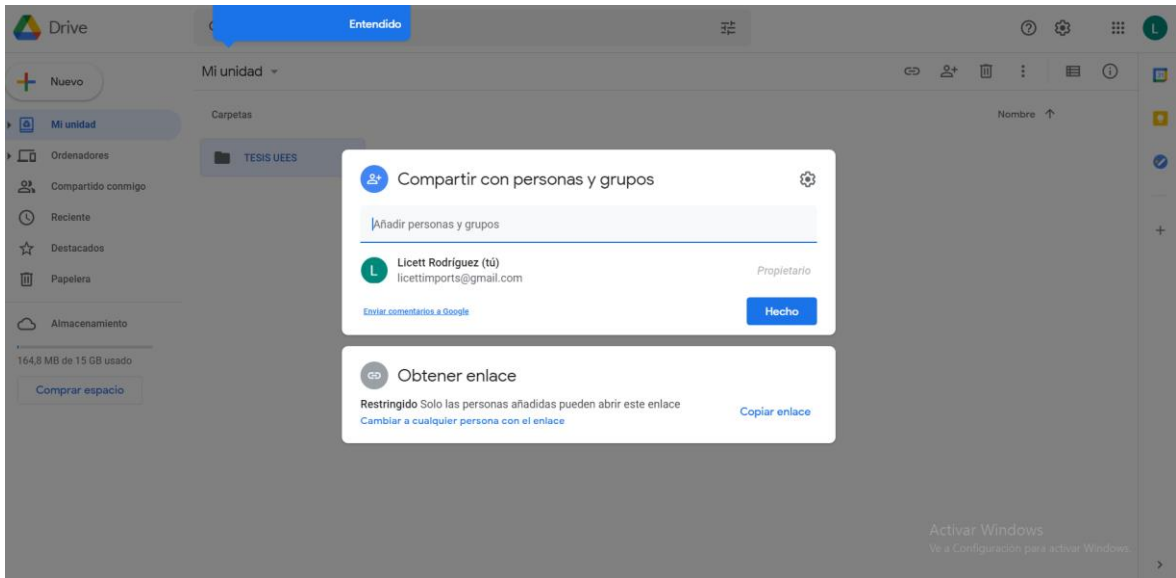 Drive
Entendido
L
Nuevo
Mi unidad
Mi unidad
Ordenadores
Compartido conmigo
Reciente
Destacados
Papelera
Almacenamiento
164,8 MB de 15 GB usado
Comprar espacio
Carpetas
Nombre
TESIS UEES
Compartir con personas y grupos
Añadir personas y grupos
L
Licett Rodríguez (tú)
licettimports@gmail.com
Propietario
Enviar comentarios a Google
Hecho
Obtener enlace
Restringido Solo las personas añadidas pueden abrir este enlace
Cambiar a cualquier persona con el enlace
Copiar enlace
Activar Windows
Ve a Configuración para activar Windows.